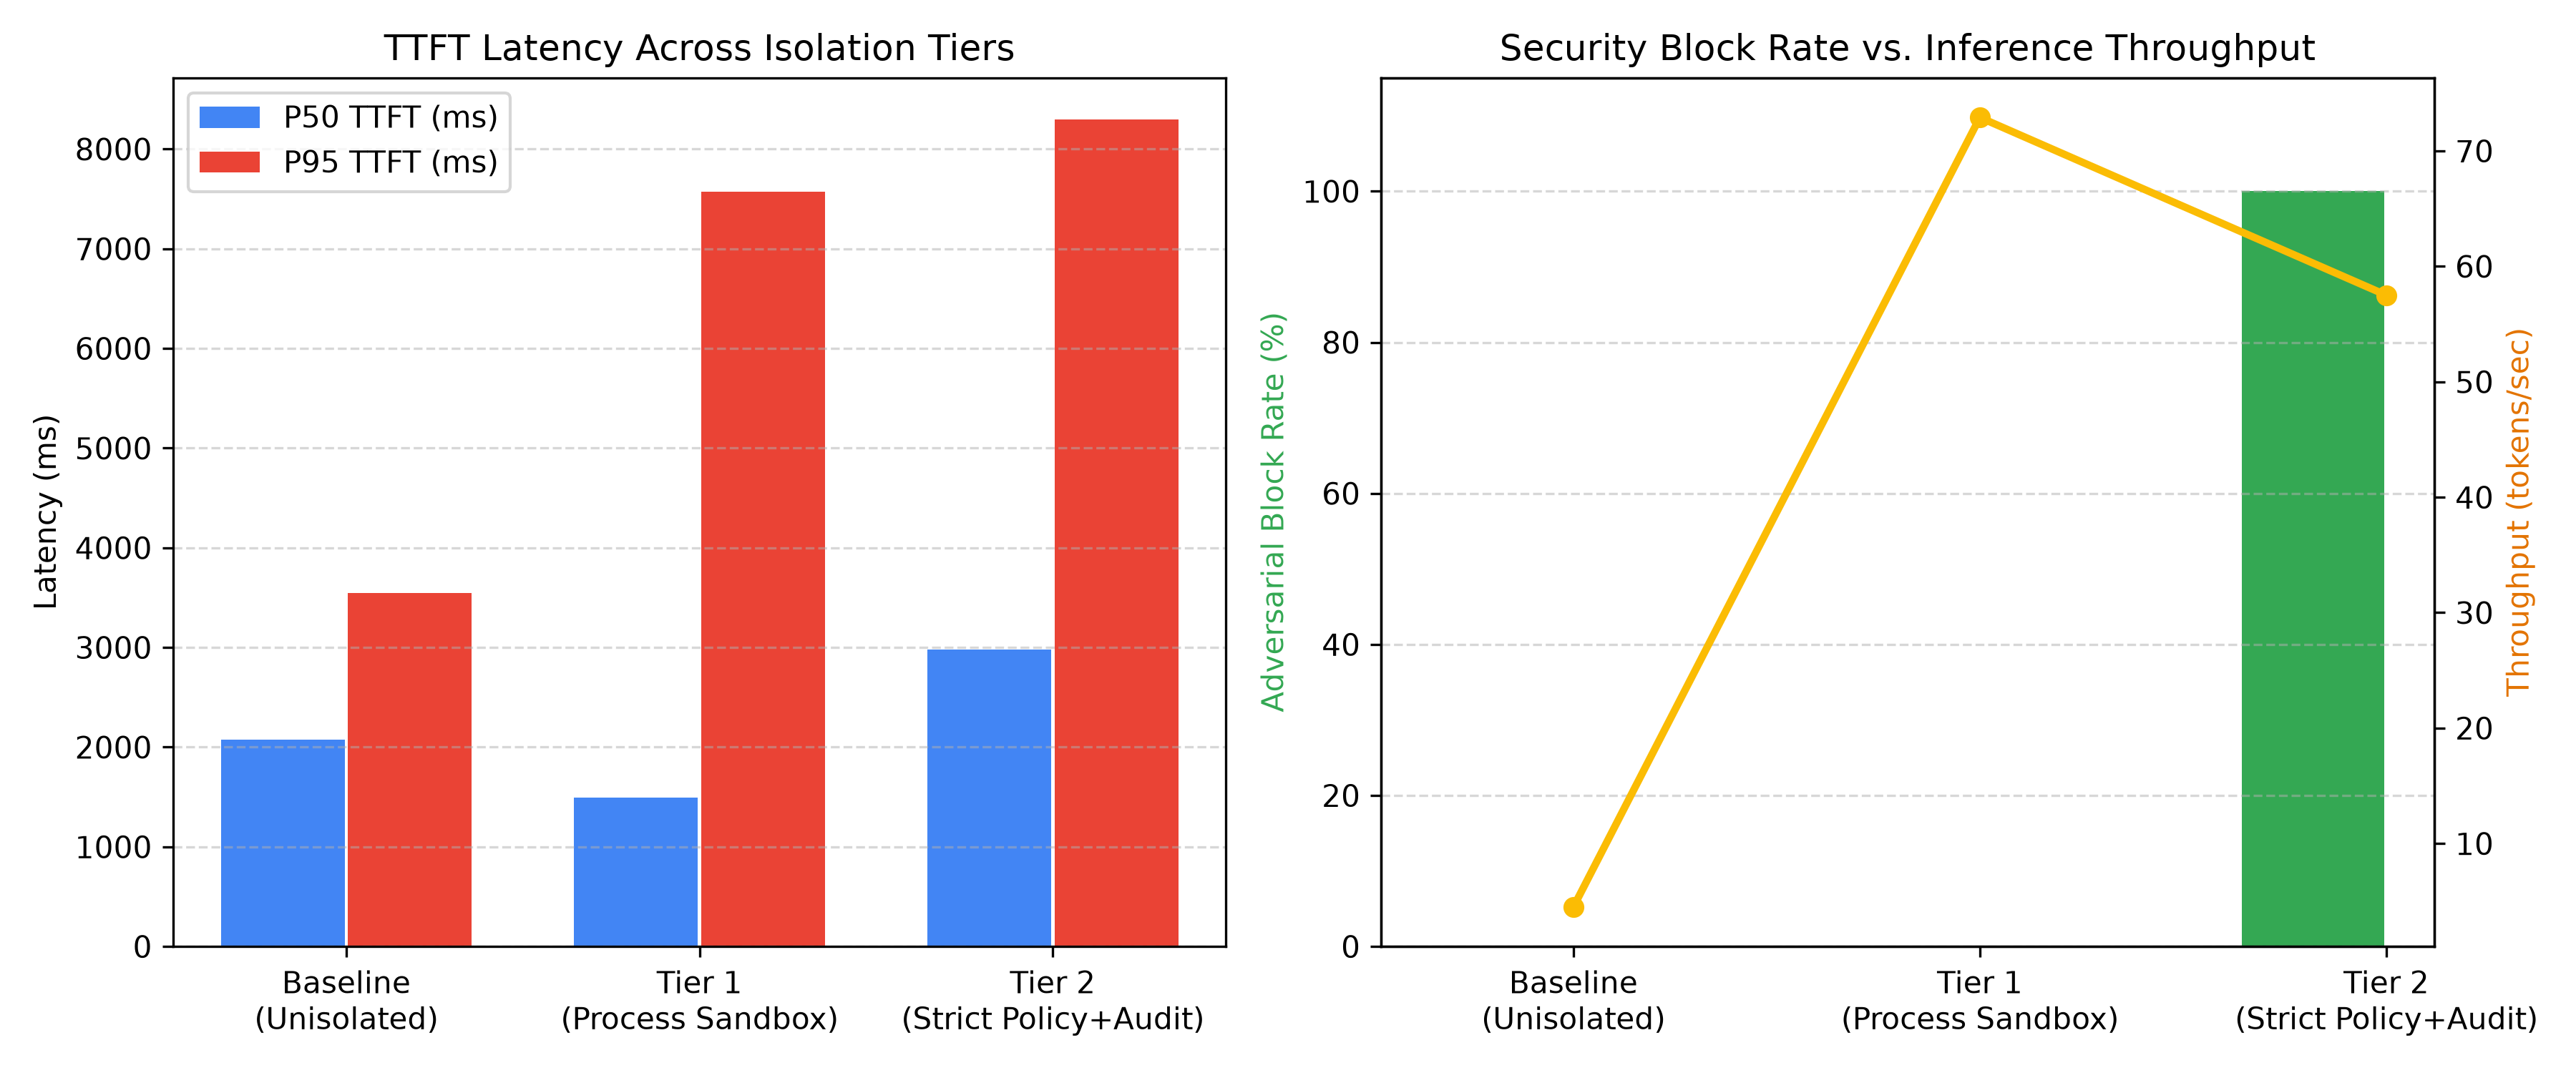 TTFT Latency Across Isolation Tiers
P50 TTFT (ms)
P95 TTFT (ms)
Latency (ms)
8000
7000
6000
5000
4000
3000
2000
1000
0
Baseline
(Unisolated)
Tier 1
(Process Sandbox)
Tier 2
(Strict Policy+Audit)
Security Block Rate vs. Inference Throughput
Adversarial Block Rate (%)
100
80
60
40
20
0
Baseline
(Unisolated)
Tier 1
(Process Sandbox)
Tier 2
(Strict Policy+Audit)
70
60
50
40
30
20
10
Throughput (tokens/sec)